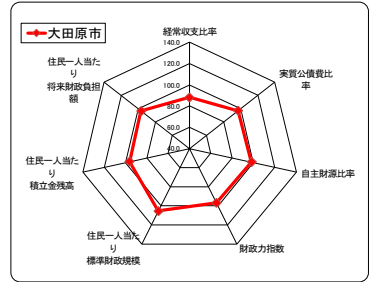 大田原市
経常収支比率
140.0
120.0
100.0
80.0
60.0
40.0
実質公債費比
率
自主財源比率
財政力指数
住民一人当た
り
標準財政規模
住民一人当た
り
積立金残高
住民一人当た
り
将来財政負担
額